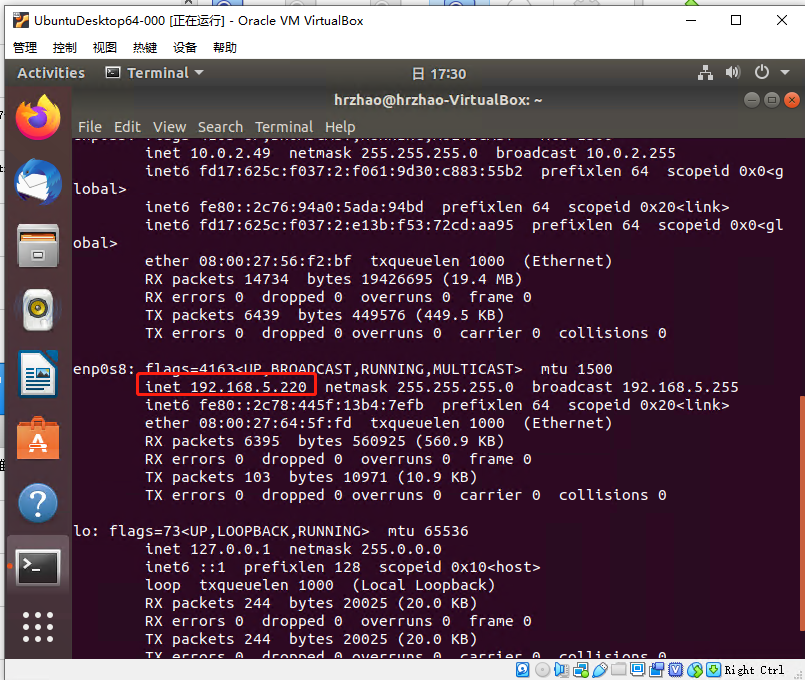 UbuntuDesktop64-000 [正在运行] - Oracle VM VirtualBox
管理 控制 视图 热键 设备 帮助
Activities Terminal 日 17:30
hrzhao@hrzhao-VirtualBox: ~
File Edit View Search Terminal Help
inet 10.0.2.49 netmask 255.255.255.0 broadcast 10.0.2.255
inet6 fd17:625c:f037:2:f061:9d30:c883:55b2 prefixlen 64 scopeid 0x0<g
lobal>
inet6 fe80::2c76:94a0:5ada:94bd prefixlen 64 scopeid 0x20<link>
inet6 fd17:625c:f037:2:e13b:f53:72cd:aa95 prefixlen 64 scopeid 0x0<gl
obal>
ether 08:00:27:56:f2:bf txqueuelen 1000 (Ethernet)
RX packets 14734 bytes 19426695 (19.4 MB)
RX errors 0 dropped 0 overruns 0 frame 0
TX packets 6439 bytes 449576 (449.5 KB)
TX errors 0 dropped 0 overruns 0 carrier 0 collisions 0
enp0s8: flags=4163<UP,BROADCAST,RUNNING,MULTICAST> mtu 1500
inet 192.168.5.220 netmask 255.255.255.0 broadcast 192.168.5.255
inet6 fe80::2c78:445f:13b4:7efb prefixlen 64 scopeid 0x20<link>
ether 08:00:27:64:5f:fd txqueuelen 1000 (Ethernet)
RX packets 6395 bytes 560925 (560.9 KB)
RX errors 0 dropped 0 overruns 0 frame 0
TX packets 103 bytes 10971 (10.9 KB)
TX errors 0 dropped 0 overruns 0 carrier 0 collisions 0
lo: flags=73<UP,LOOPBACK,RUNNING> mtu 65536
inet 127.0.0.1 netmask 255.0.0.0
inet6 ::1 prefixlen 128 scopeid 0x10<host>
loop txqueuelen 1000 (Local Loopback)
RX packets 244 bytes 20025 (20.0 KB)
RX errors 0 dropped 0 overruns 0 frame 0
TX packets 244 bytes 20025 (20.0 KB)
TX errors 0 dropped 0 overruns 0 carrier 0 collisions 0
Right Ctrl